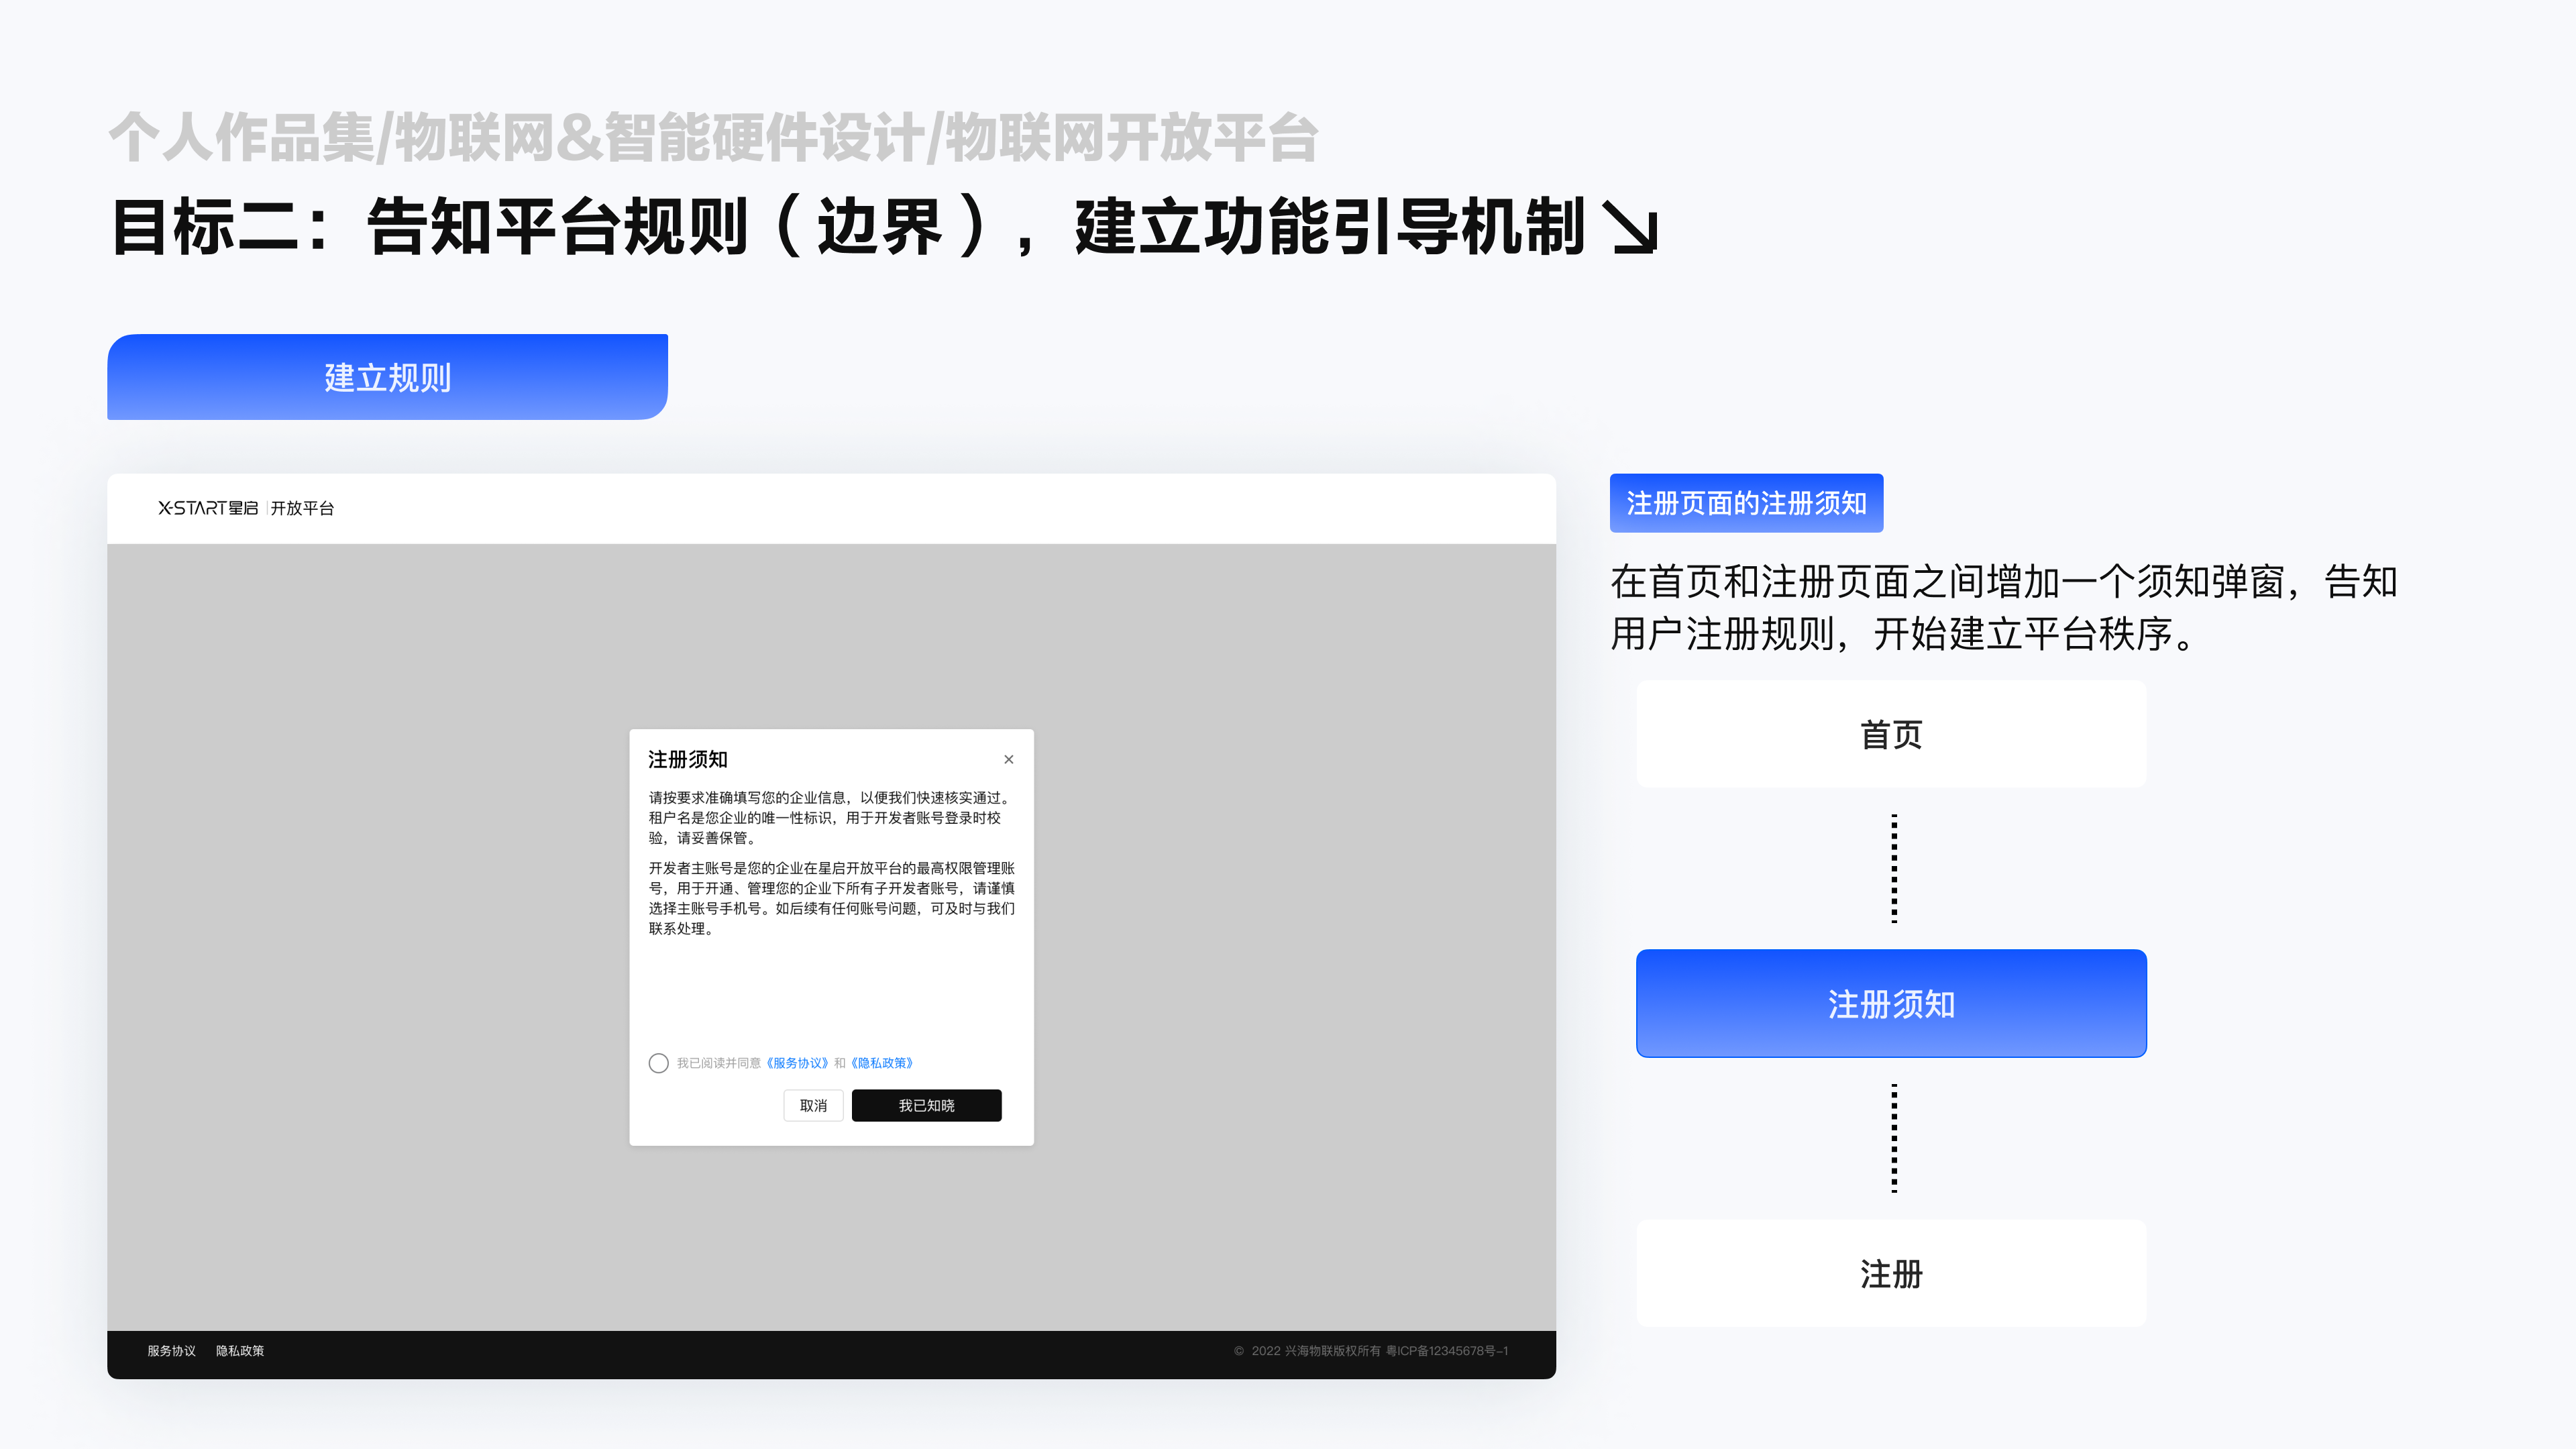 个人作品集/物联网&智能硬件设计/物联网开放平台
目标二：告知平台规则（边界），建立功能引导机制↘
建立规则
X-START星启 | 开放平台
注册须知 ×
请按要求准确填写您的企业信息，以便我们快速核实通过。
租户名是您企业的唯一性标识，用于开发者账号登录时校
验，请妥善保管。
开发者主账号是您的企业在星启开放平台的最高权限管理账
号，用于开通、管理您的企业下所有子开发者账号，请谨慎
选择主账号手机号。如后续有任何账号问题，可及时与我们
联系处理。
我已阅读并同意《服务协议》和《隐私政策》
取消 我已知晓
服务协议 隐私政策
© 2022 兴海物联版权所有 粤ICP备12345678号-1
注册页面的注册须知
在首页和注册页面之间增加一个须知弹窗，告知
用户注册规则，开始建立平台秩序。
首页
注册须知
注册